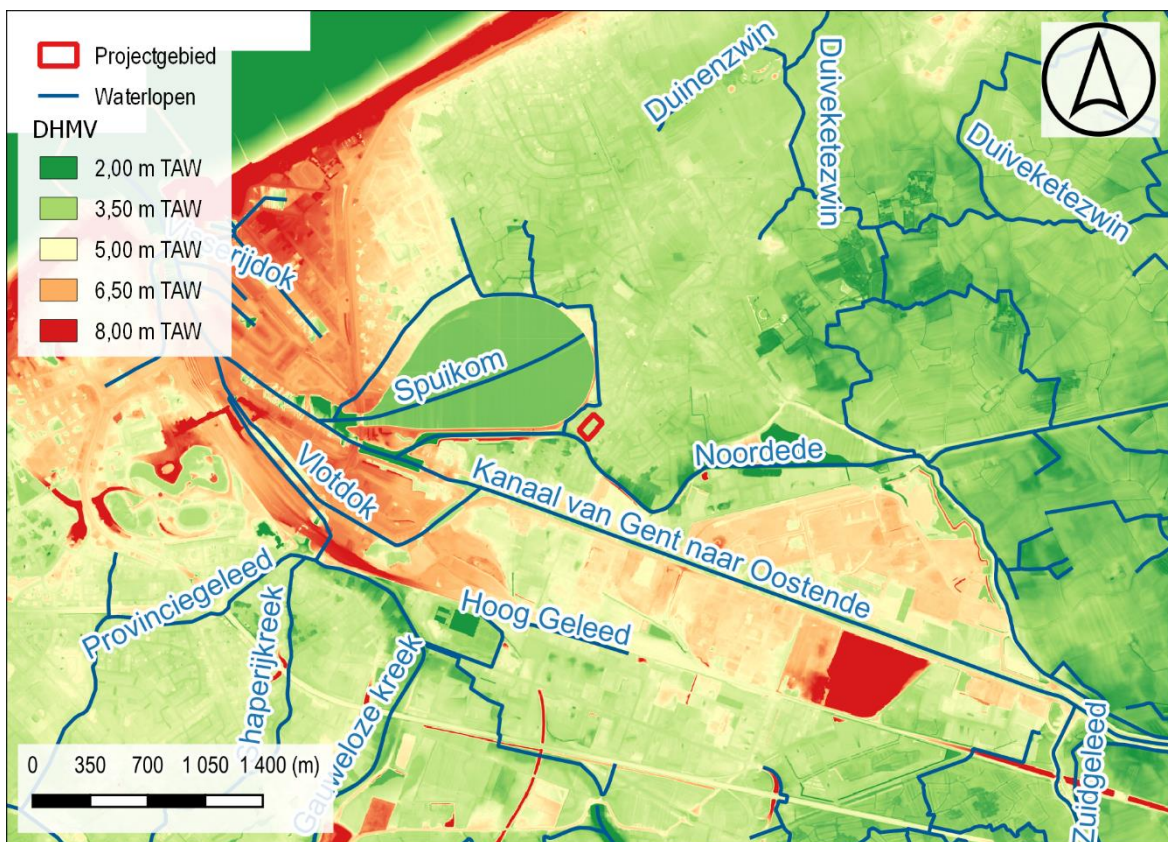 Projectgebied
Waterlopen
DHMV
2,00 m TAW
3,50 m TAW
5,00 m TAW
6,50 m TAW
8,00 m TAW
Duinenzwin
Duiveketezwin
Duiveketezwin
Visserijdok
Spuikom
Noordede
Vlotdok
Kanaal van Gent naar Oostende
Hoog Geleed
Provinciegeleed
Shaperijkreek
Gauweloze kreek
Zuidgeleed
0 350 700 1 050 1 400 (m)